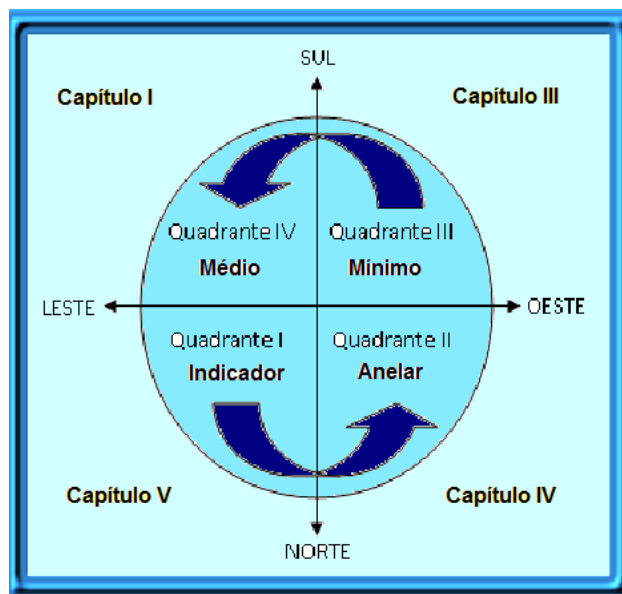 SUL
Capítulo I
Capítulo III
Quadrante IV
Quadrante III
Médio
Mínimo
LESTE
OESTE
Quadrante I
Quadrante II
Indicador
Anelar
Capítulo V
Capítulo IV
NORTE